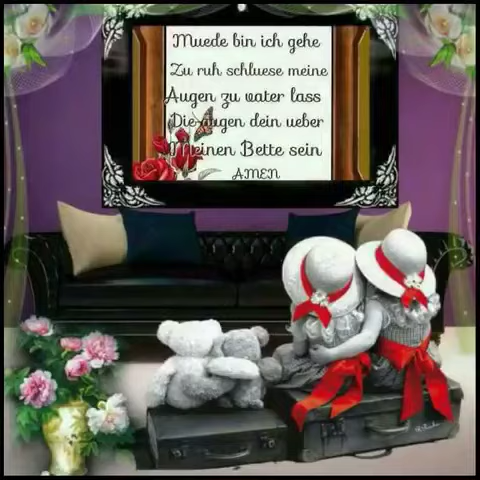 Muede bin ich gehe
Zu ruh schluese meine
Augen zu vater lass
Die augen dein ueber
Meinen Bette sein
AMEN